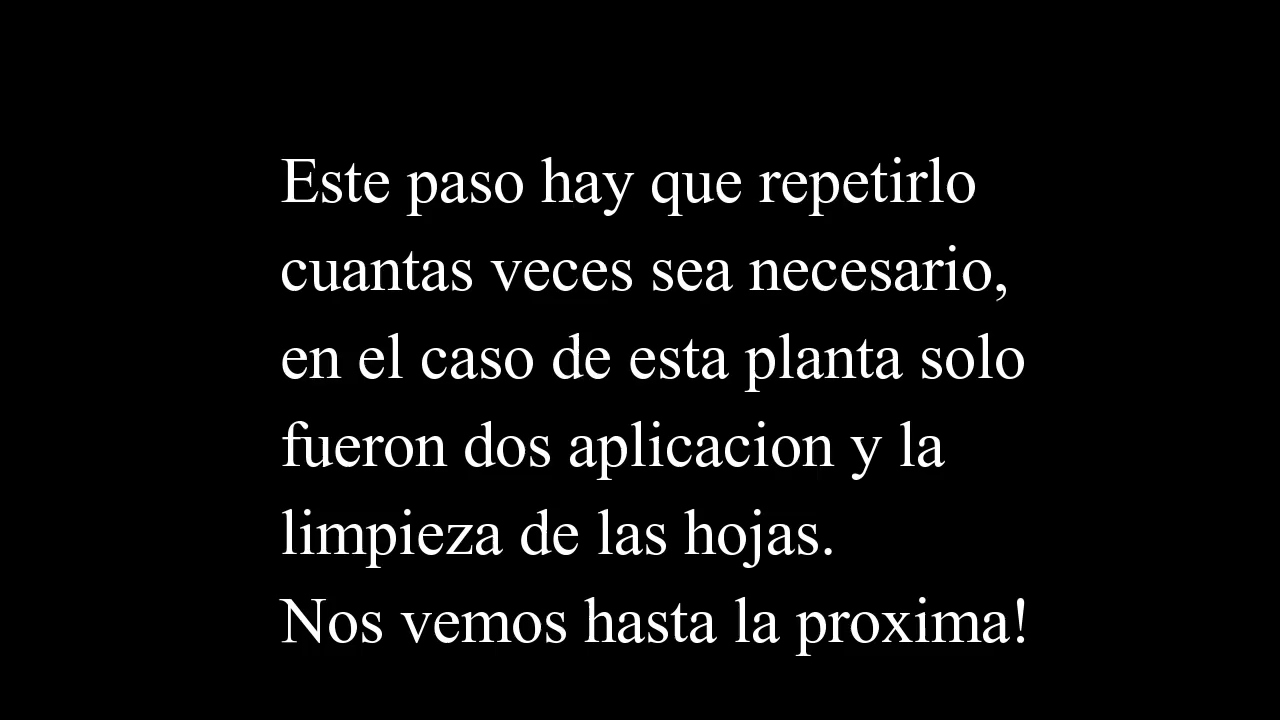 Este paso hay que repetirlo
cuantas veces sea necesario,
en el caso de esta planta solo
fueron dos aplicacion y la
limpieza de las hojas.
Nos vemos hasta la proxima!